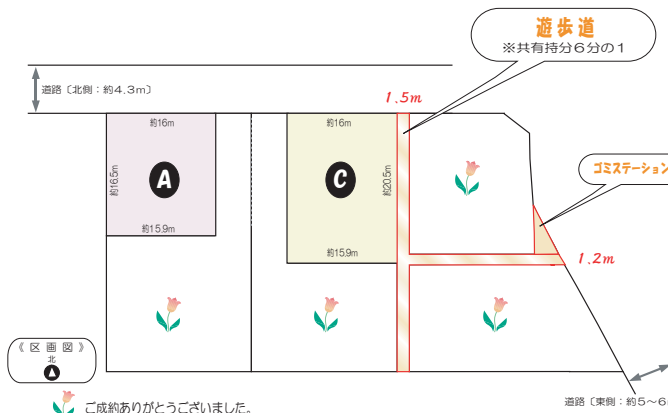 遊歩道
※共有持分6分の1
道路〔北側：約4.3m〕
1.5m
約16m
約16m
約16.5m
A
C
約20.5m
ゴミステーション
約15.9m
約15.9m
1.2m
《区画図》
北
ご成約ありがとうございました。
道路〔東側：約5～6